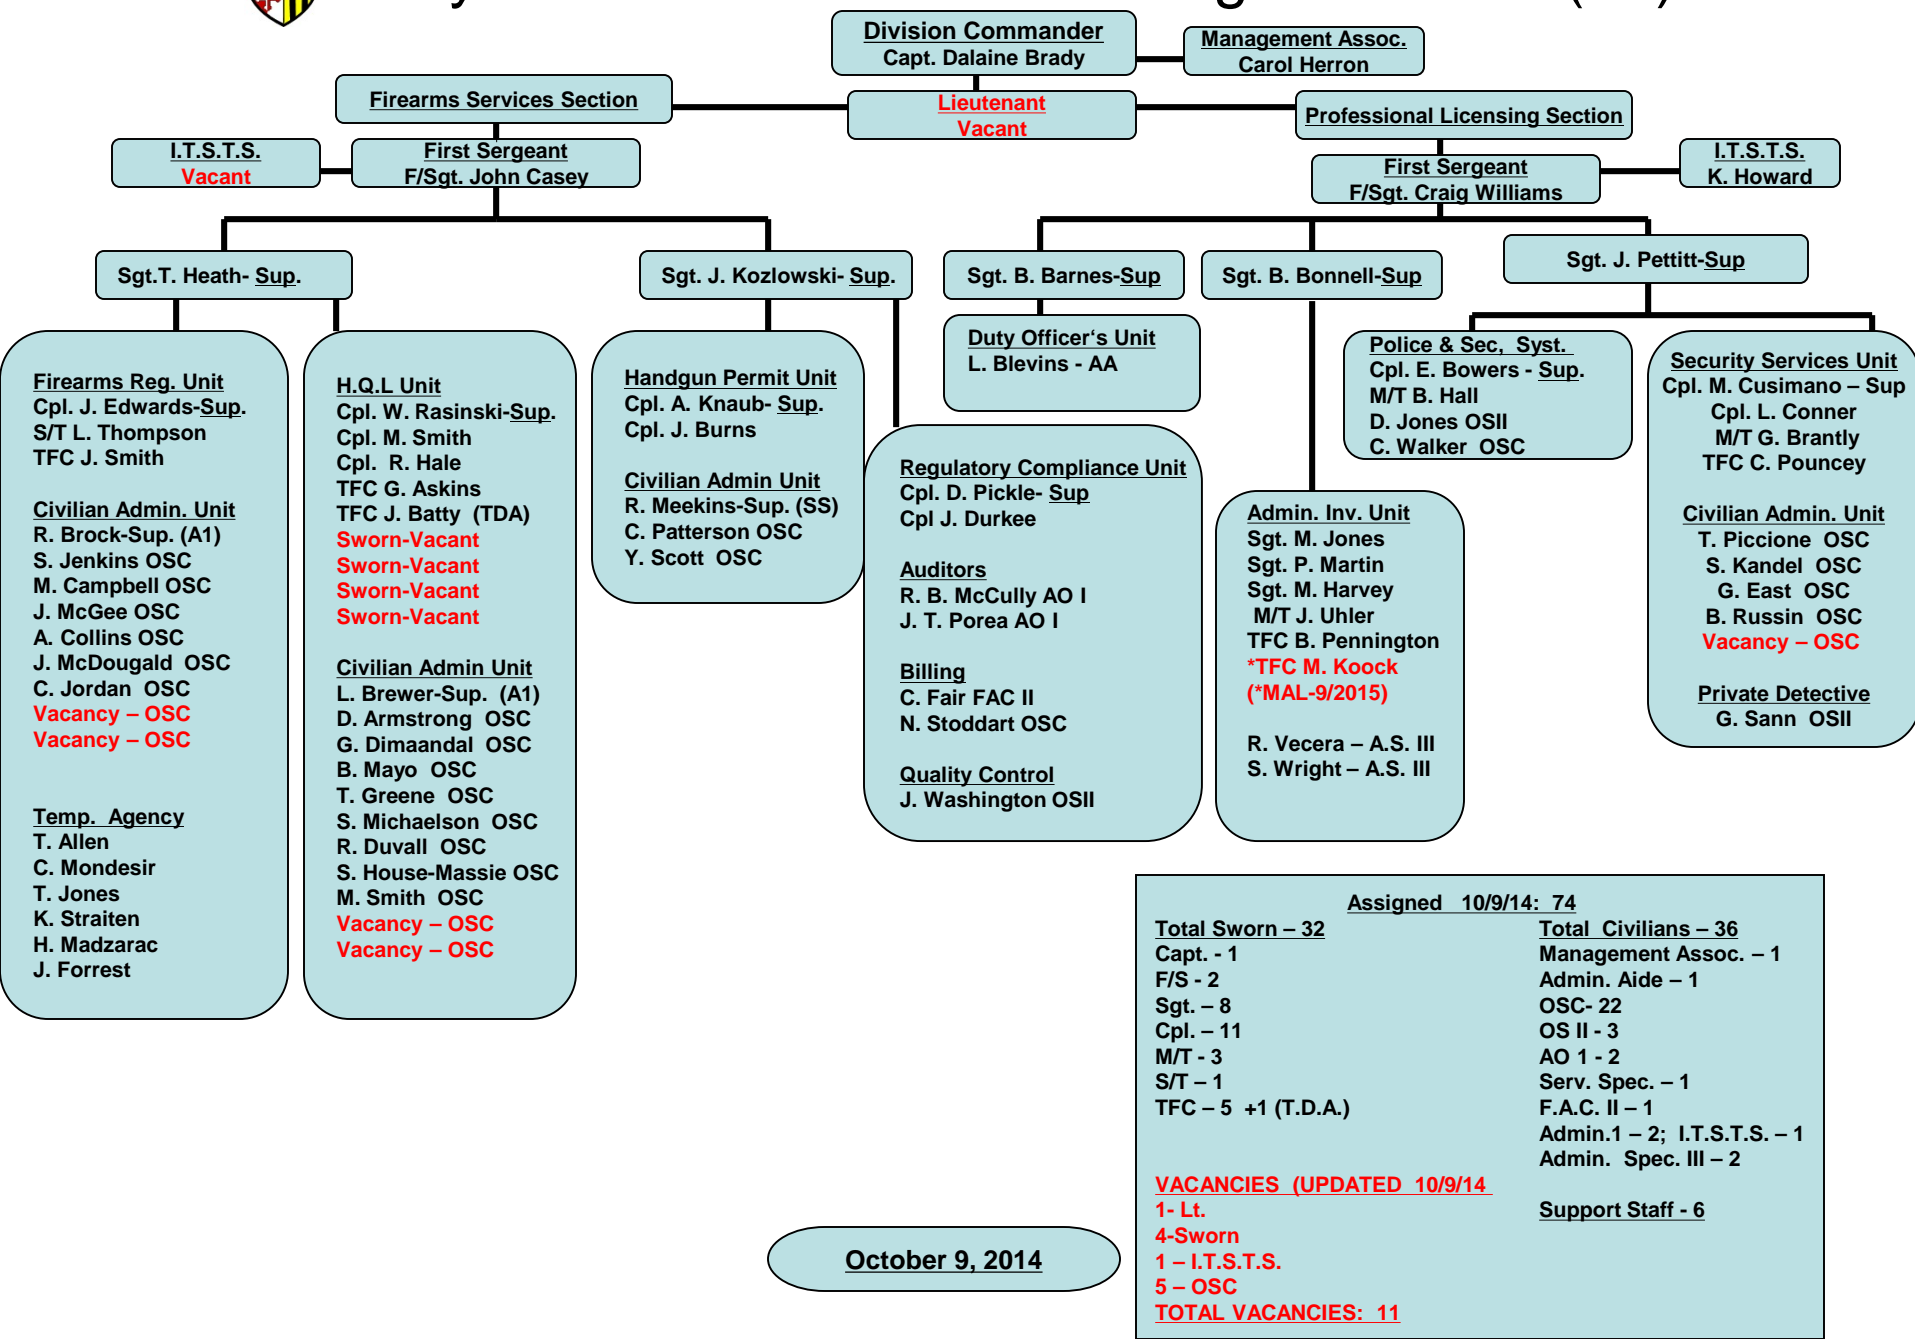 Division Commander
Capt. Dalaine Brady
Management Assoc.
Carol Herron
Firearms Services Section
Lieutenant
Vacant
Professional Licensing Section
I.T.S.T.S.
Vacant
First Sergeant
F/Sgt. John Casey
First Sergeant
F/Sgt. Craig Williams
I.T.S.T.S.
K. Howard
Sgt.T. Heath- Sup.
Sgt. J. Kozlowski- Sup.
Sgt. B. Barnes-Sup
Sgt. B. Bonnell-Sup
Sgt. J. Pettitt-Sup
Firearms Reg. Unit
Cpl. J. Edwards-Sup.
S/T L. Thompson
TFC J. Smith
Civilian Admin. Unit
R. Brock-Sup. (A1)
S. Jenkins OSC
M. Campbell OSC
J. McGee OSC
A. Collins OSC
J. McDougald OSC
C. Jordan OSC
Vacancy – OSC
Vacancy – OSC
Temp. Agency
T. Allen
C. Mondesir
T. Jones
K. Straiten
H. Madzarac
J. Forrest
H.Q.L Unit
Cpl. W. Rasinski-Sup.
Cpl. M. Smith
Cpl. R. Hale
TFC G. Askins
TFC J. Batty (TDA)
Sworn-Vacant
Sworn-Vacant
Sworn-Vacant
Sworn-Vacant
Civilian Admin Unit
L. Brewer-Sup. (A1)
D. Armstrong OSC
G. Dimaandal OSC
B. Mayo OSC
T. Greene OSC
S. Michaelson OSC
R. Duvall OSC
S. House-Massie OSC
M. Smith OSC
Vacancy – OSC
Vacancy – OSC
Handgun Permit Unit
Cpl. A. Knaub- Sup.
Cpl. J. Burns
Civilian Admin Unit
R. Meekins-Sup. (SS)
C. Patterson OSC
Y. Scott OSC
Regulatory Compliance Unit
Cpl. D. Pickle- Sup
Cpl J. Durkee
Auditors
R. B. McCully AO I
J. T. Porea AO I
Billing
C. Fair FAC II
N. Stoddart OSC
Quality Control
J. Washington OSII
Duty Officer‘s Unit
L. Blevins - AA
Admin. Inv. Unit
Sgt. M. Jones
Sgt. P. Martin
Sgt. M. Harvey
M/T J. Uhler
TFC B. Pennington
*TFC M. Koock
(*MAL-9/2015)
R. Vecera – A.S. III
S. Wright – A.S. III
Police & Sec, Syst.
Cpl. E. Bowers - Sup.
M/T B. Hall
D. Jones OSII
C. Walker OSC
Security Services Unit
Cpl. M. Cusimano – Sup
Cpl. L. Conner
M/T G. Brantly
TFC C. Pouncey
Civilian Admin. Unit
T. Piccione OSC
S. Kandel OSC
G. East OSC
B. Russin OSC
Vacancy – OSC
Private Detective
G. Sann OSII
Assigned 10/9/14: 74
Total Sworn – 32
Capt. - 1
F/S - 2
Sgt. – 8
Cpl. – 11
M/T - 3
S/T – 1
TFC – 5 +1 (T.D.A.)
VACANCIES (UPDATED 10/9/14
1- Lt.
4-Sworn
1 – I.T.S.T.S.
5 – OSC
TOTAL VACANCIES: 11
Total Civilians – 36
Management Assoc. – 1
Admin. Aide – 1
OSC- 22
OS II - 3
AO 1 - 2
Serv. Spec. – 1
F.A.C. II – 1
Admin.1 – 2; I.T.S.T.S. – 1
Admin. Spec. III – 2
Support Staff - 6
October 9, 2014